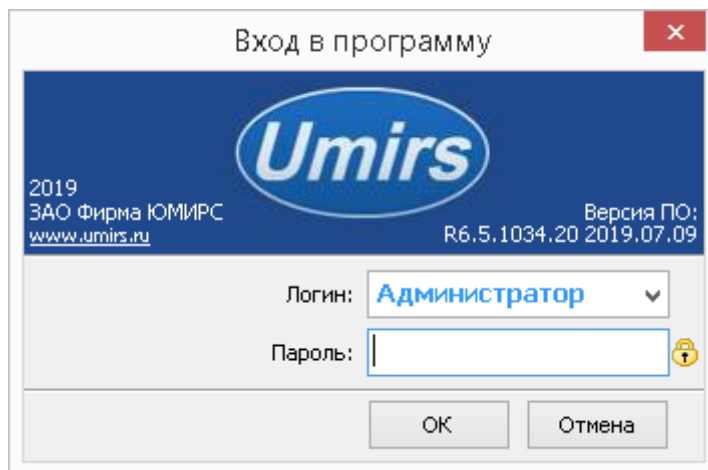 Вход в программу
Umirs
2019
ЗАО Фирма ЮМИРС
www.umirs.ru
Версия ПО:
R6.5.1034.20 2019.07.09
Логин: Администратор
Пароль:
ОК Отмена